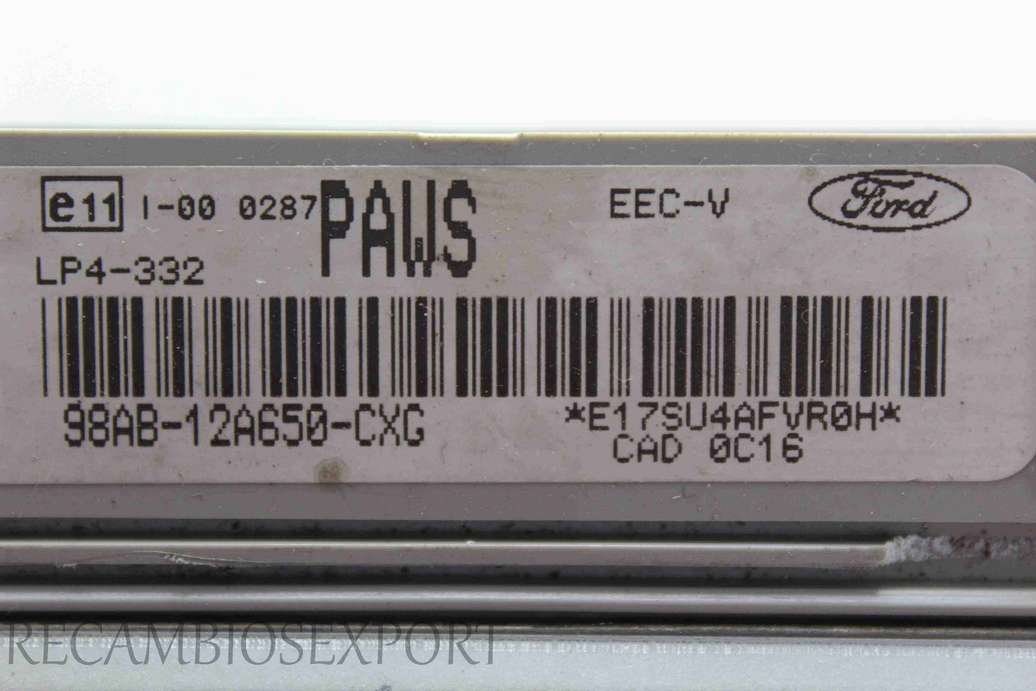 e11 I-00 0287 PAWS EEC-V Ford
LP4-332
98AB-12A650-CXG *E17SU4AFVR0H*
CAD 0C16
RECAMBIOSEXPORT